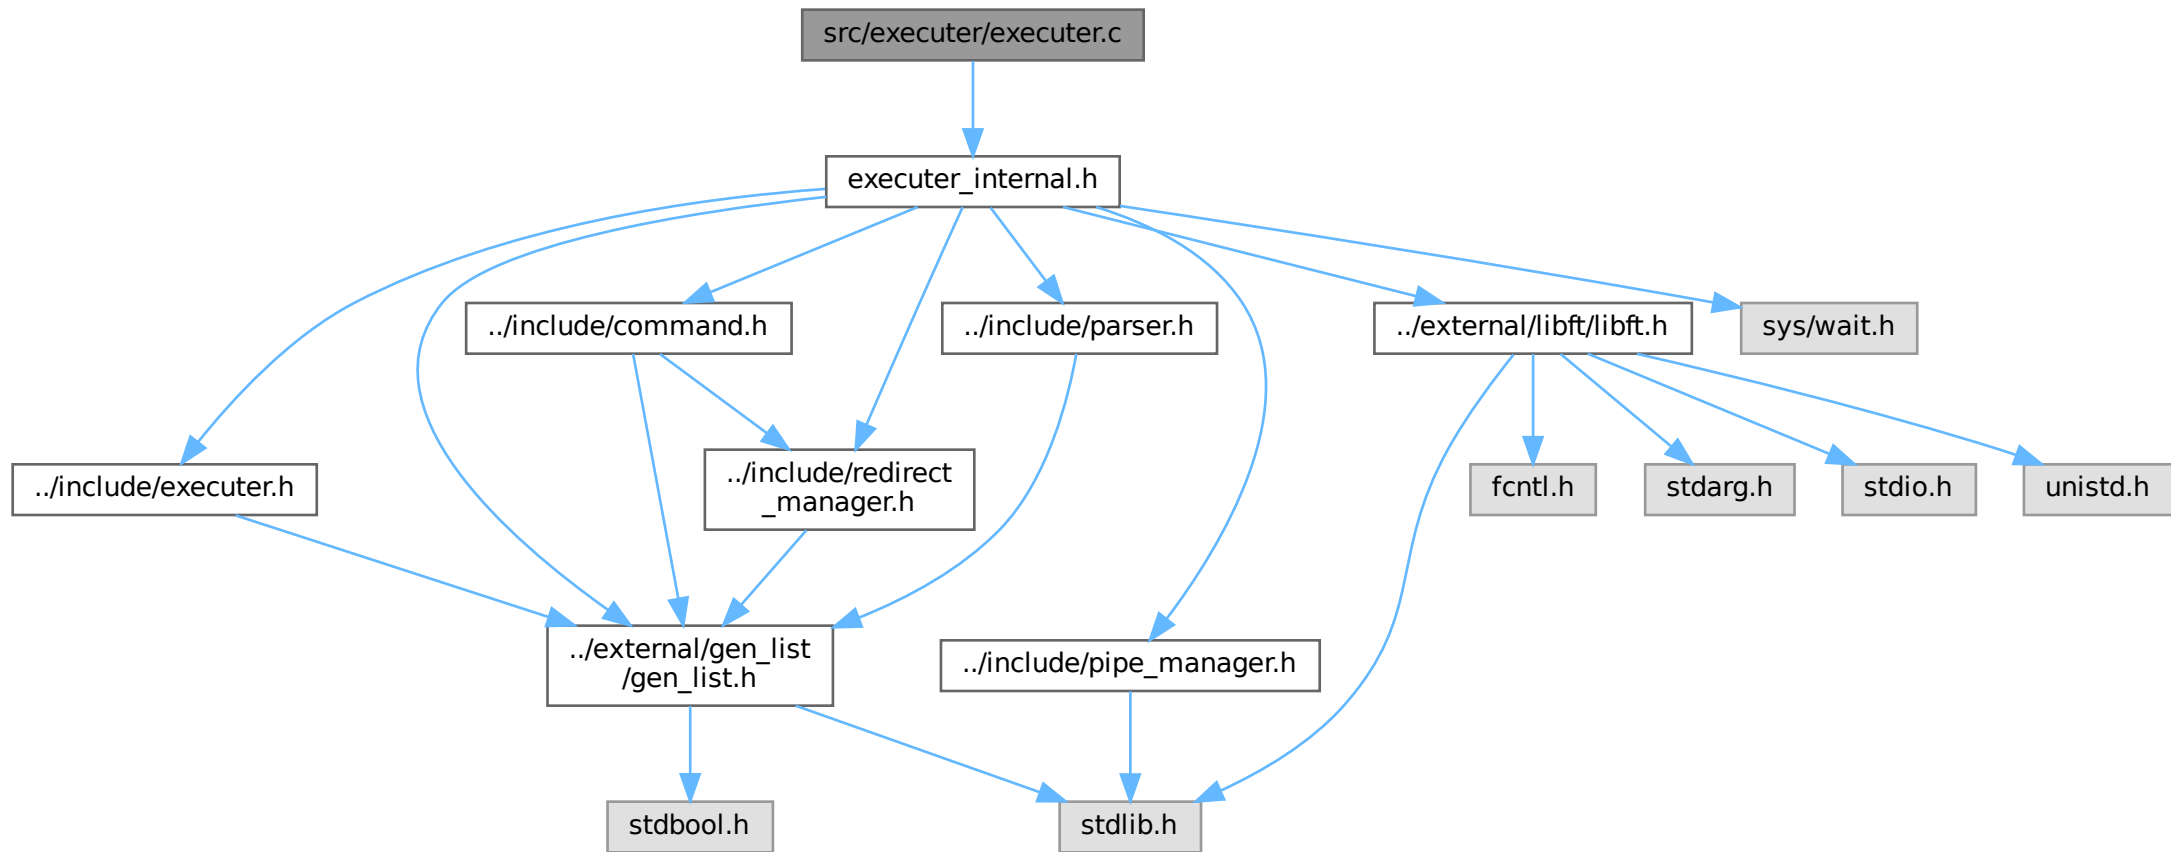 src/executer/executer.c
executer_internal.h
../include/command.h
../include/parser.h
../external/libft/libft.h
sys/wait.h
../include/executer.h
../include/redirect
_manager.h
fcntl.h
stdarg.h
stdio.h
unistd.h
../external/gen_list
/gen_list.h
../include/pipe_manager.h
stdbool.h
stdlib.h